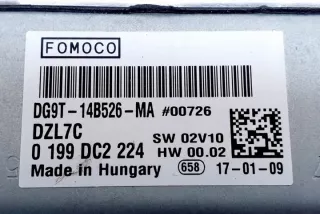 FOMOCO
DG9T-14B526-MA #00726
DZL7C SW 02V10
0 199 DC2 224 HW 00.02
Made in Hungary 658 17-01-09